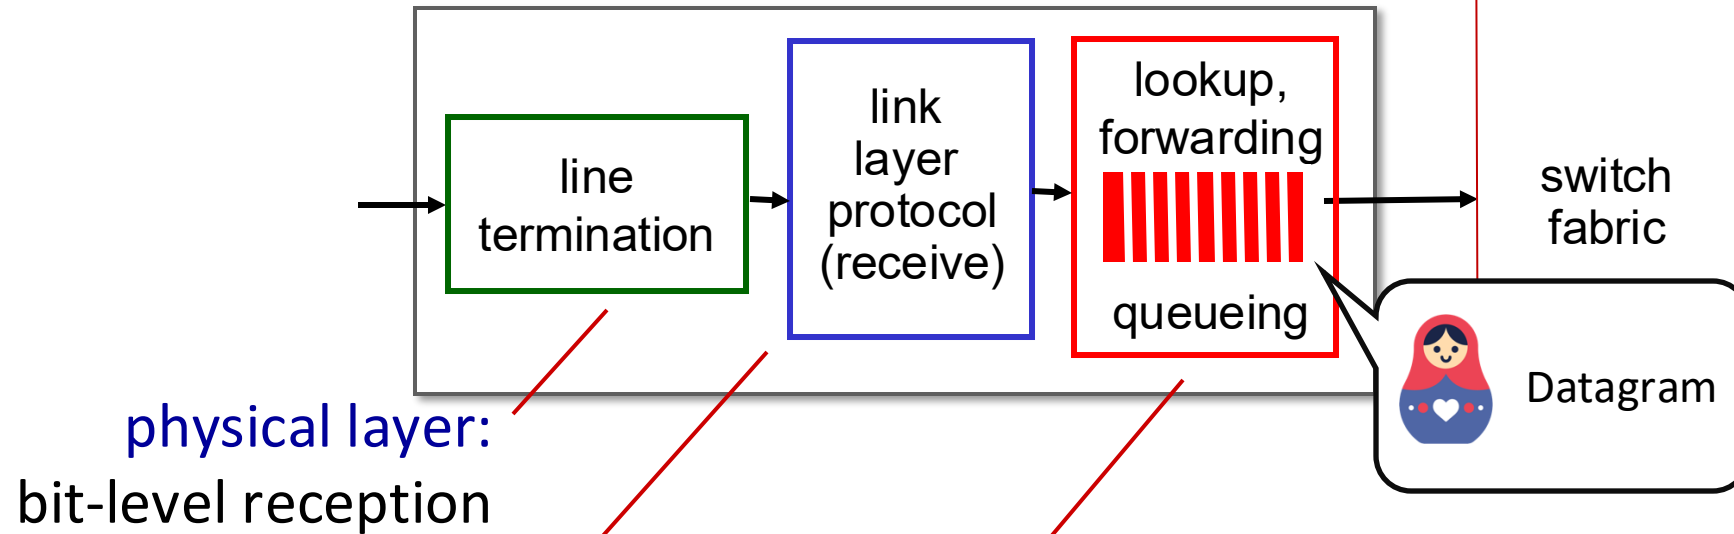 line
termination
link
layer
protocol
(receive)
lookup,
forwarding
queueing
switch
fabric
Datagram
physical layer:
bit-level reception